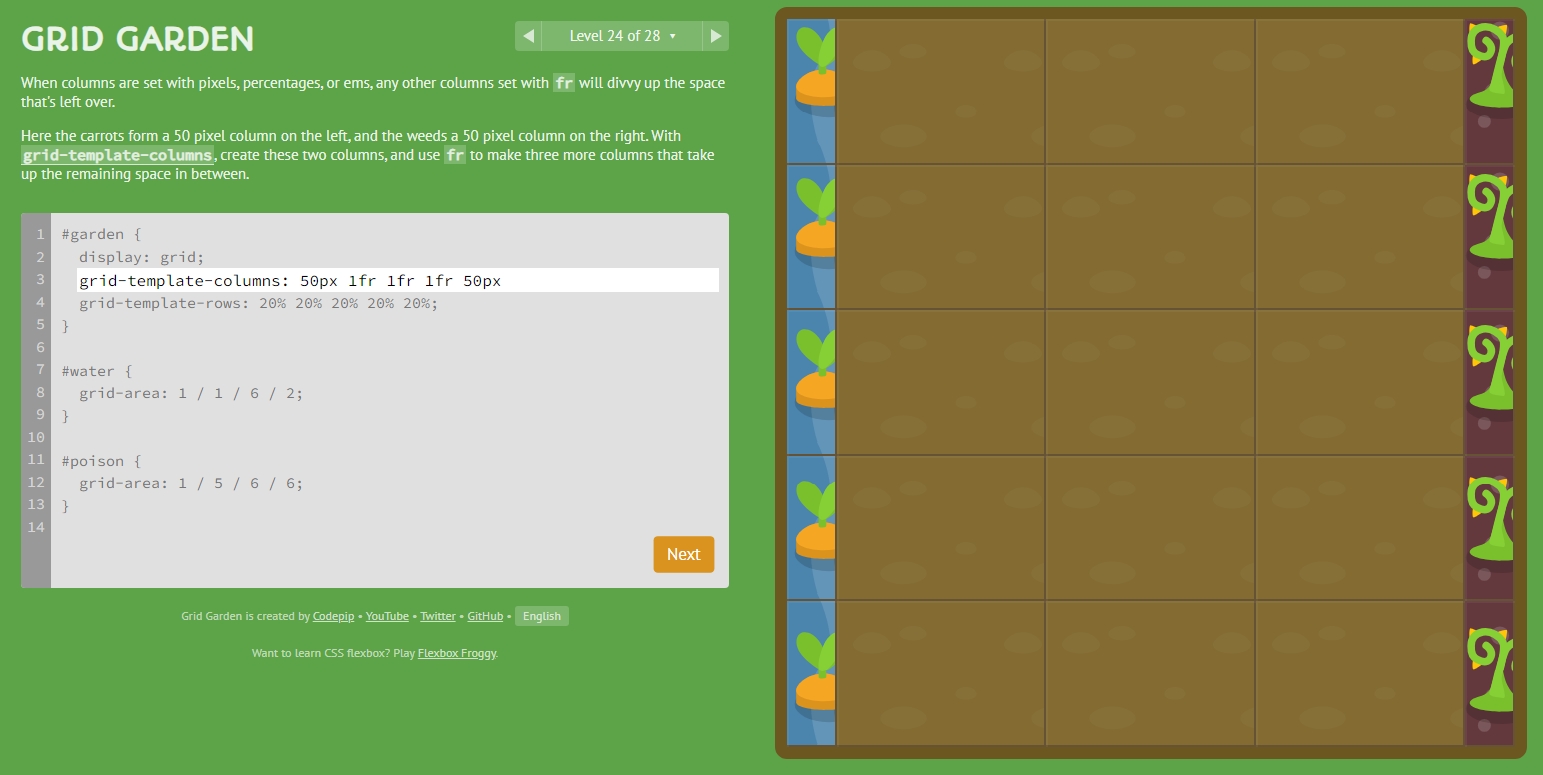 GRID GARDEN
◀ Level 24 of 28 ▾ ▶
When columns are set with pixels, percentages, or ems, any other columns set with fr will divvy up the space
that's left over.
Here the carrots form a 50 pixel column on the left, and the weeds a 50 pixel column on the right. With
grid-template-columns, create these two columns, and use fr to make three more columns that take
up the remaining space in between.
1 #garden {
2 display: grid;
3 grid-template-columns: 50px 1fr 1fr 1fr 50px
4 grid-template-rows: 20% 20% 20% 20% 20%;
5 }
6
7 #water {
8 grid-area: 1 / 1 / 6 / 2;
9 }
10
11 #poison {
12 grid-area: 1 / 5 / 6 / 6;
13 }
14
Next
Grid Garden is created by Codepip • YouTube • Twitter • GitHub • English
Want to learn CSS flexbox? Play Flexbox Froggy.